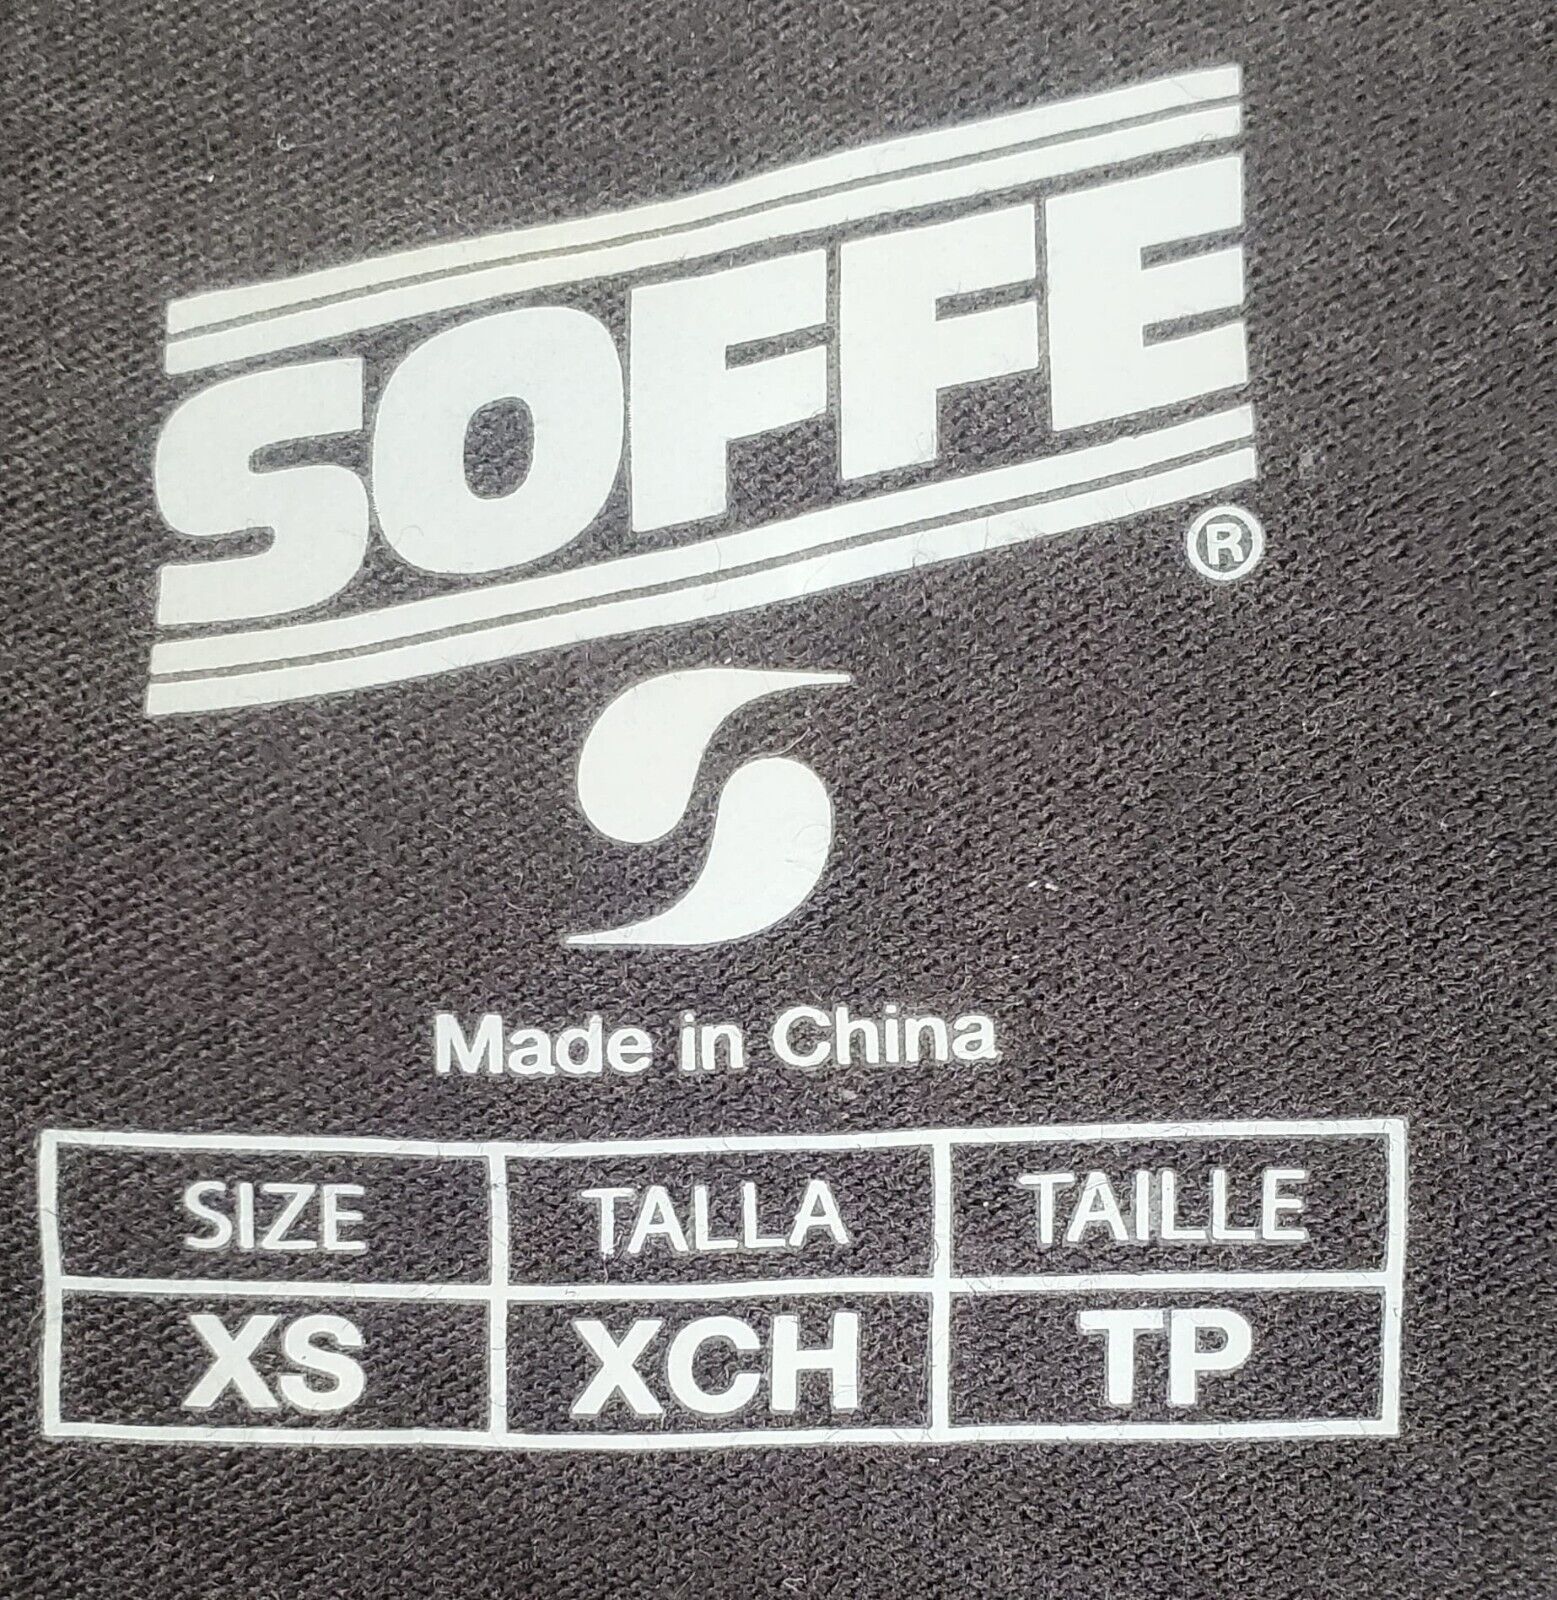 SOFFE ®
Made in China
SIZE TALLA TAILLE
XS XCH TP